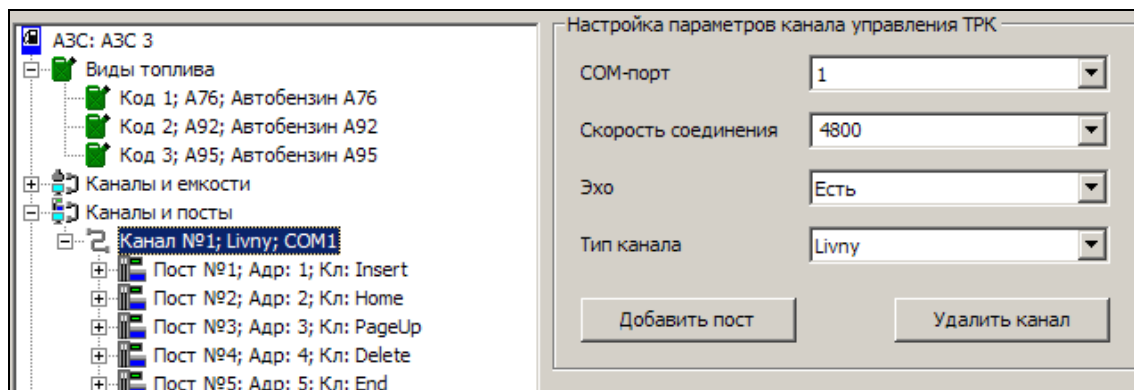 АЗС: АЗС 3
Виды топлива
Код 1; А76; Автобензин А76
Код 2; А92; Автобензин А92
Код 3; А95; Автобензин А95
Каналы и емкости
Каналы и посты
Канал №1; Livny; COM1
Пост №1; Адр: 1; Кл: Insert
Пост №2; Адр: 2; Кл: Home
Пост №3; Адр: 3; Кл: PageUp
Пост №4; Адр: 4; Кл: Delete
Пост №5; Адр: 5; Кл: End
Настройка параметров канала управления ТРК
COM-порт 1
Скорость соединения 4800
Эхо Есть
Тип канала Livny
Добавить пост Удалить канал